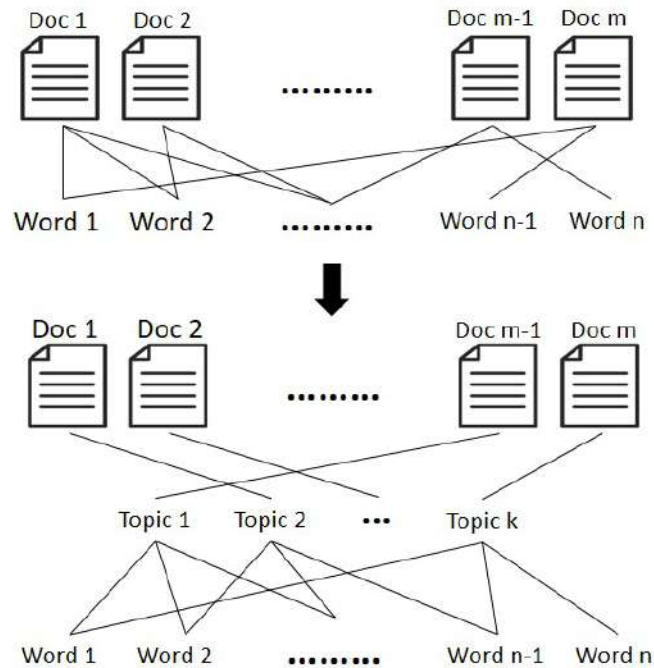 Doc 1 Doc 2 ......... Doc m-1 Doc m
Word 1 Word 2 ......... Word n-1 Word n
Doc 1 Doc 2 ......... Doc m-1 Doc m
Topic 1 Topic 2 ... Topic k
Word 1 Word 2 ......... Word n-1 Word n